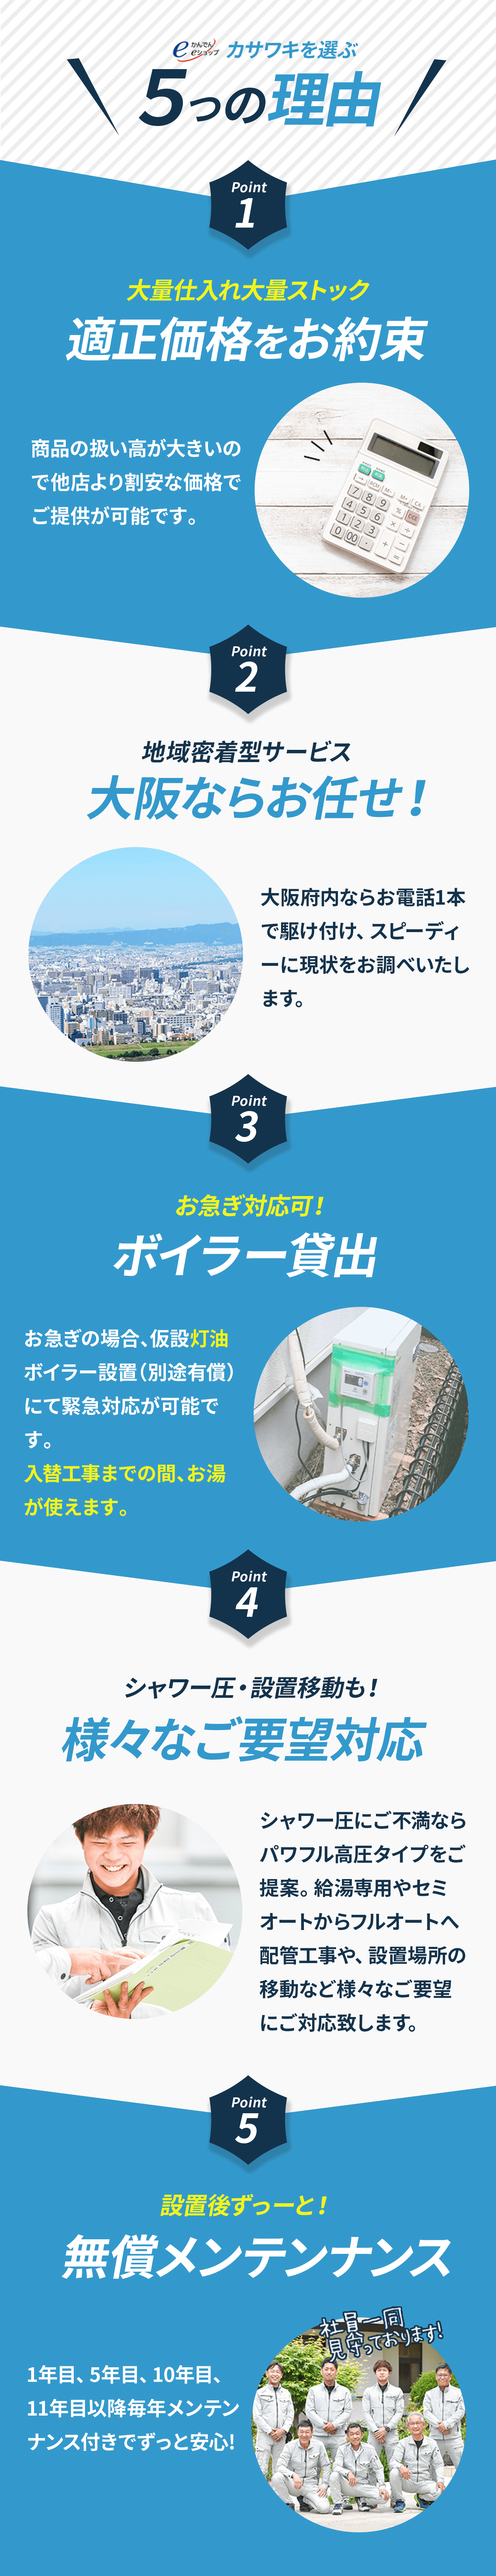 eかんでんeショップ カサワキを選ぶ
5つの理由
Point
1
大量仕入れ大量ストック
適正価格をお約束
商品の扱い高が大きいの
で他店より割安な価格で
ご提供が可能です。
Point
2
地域密着型サービス
大阪ならお任せ！
大阪府内ならお電話1本
で駆け付け、スピーディ
ーに現状をお調べいたし
ます。
Point
3
お急ぎ対応可！
ボイラー貸出
お急ぎの場合、仮設灯油
ボイラー設置（別途有償）
にて緊急対応が可能で
す。
入替工事までの間、お湯
が使えます。
Point
4
シャワー圧・設置移動も！
様々なご要望対応
シャワー圧にご不満なら
パワフル高圧タイプをご
提案。給湯専用やセミ
オートからフルオートへ
配管工事や、設置場所の
移動など様々なご要望
にご対応致します。
Point
5
設置後ずっーと！
無償メンテンナンス
社員一同
見守っております!
1年目、5年目、10年目、
11年目以降毎年メンテン
ナンス付きでずっと安心!